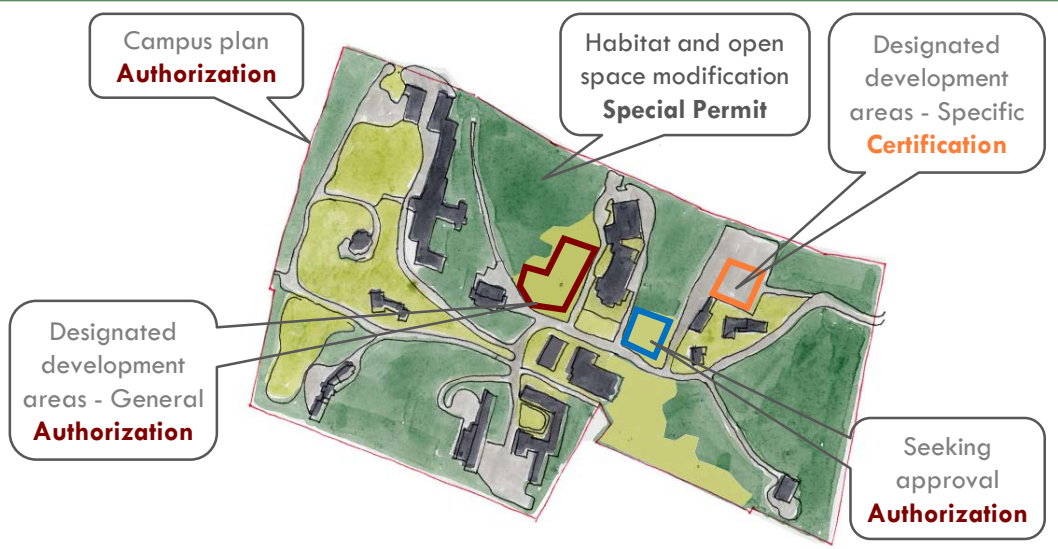 Campus plan
Authorization
Habitat and open
space modification
Special Permit
Designated
development
areas - Specific
Certification
Designated
development
areas - General
Authorization
Seeking
approval
Authorization